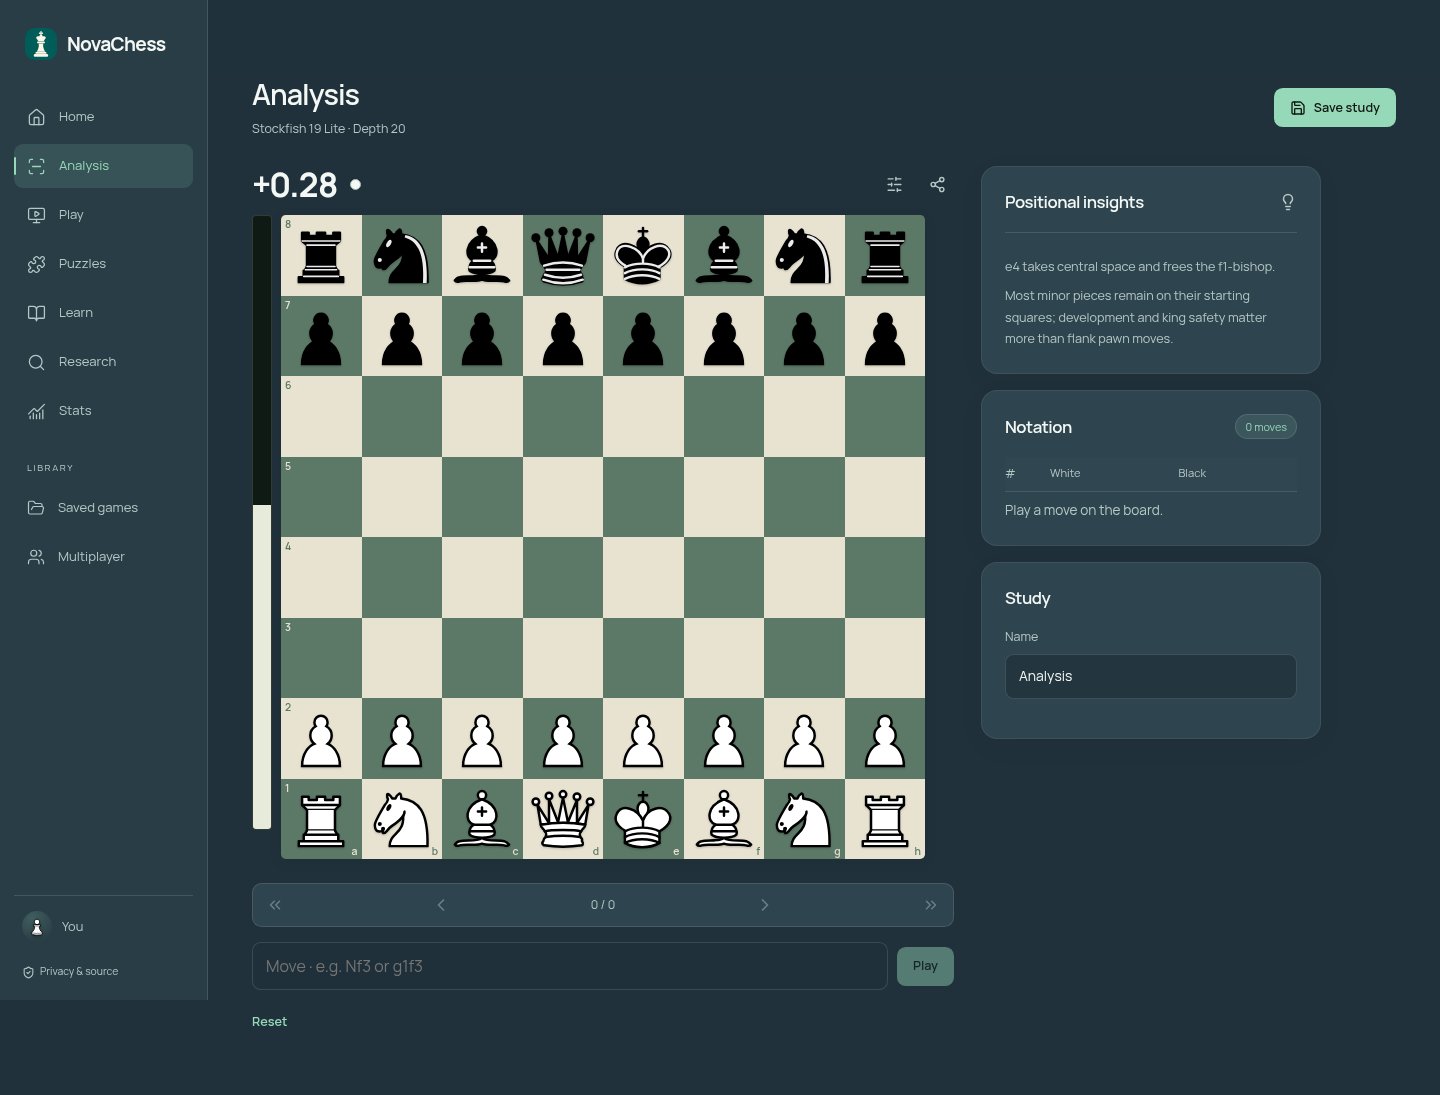 NovaChess
Home
Analysis
Play
Puzzles
Learn
Research
Stats
LIBRARY
Saved games
Multiplayer
You
Privacy & source
Analysis
Stockfish 19 Lite · Depth 20
Save study
+0.28
8
7
6
5
4
3
2
1
a b c d e f g h
0 / 0
Move · e.g. Nf3 or g1f3
Play
Reset
Positional insights
e4 takes central space and frees the f1-bishop.
Most minor pieces remain on their starting
squares; development and king safety matter
more than flank pawn moves.
Notation
0 moves
# White Black
Play a move on the board.
Study
Name
Analysis